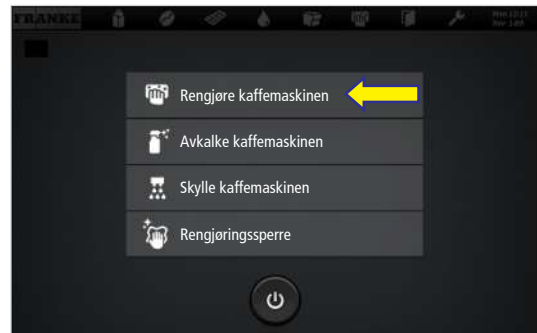 FRANKE
Rengjøre kaffemaskinen
Avkalke kaffemaskinen
Skylle kaffemaskinen
Rengjøringssperre